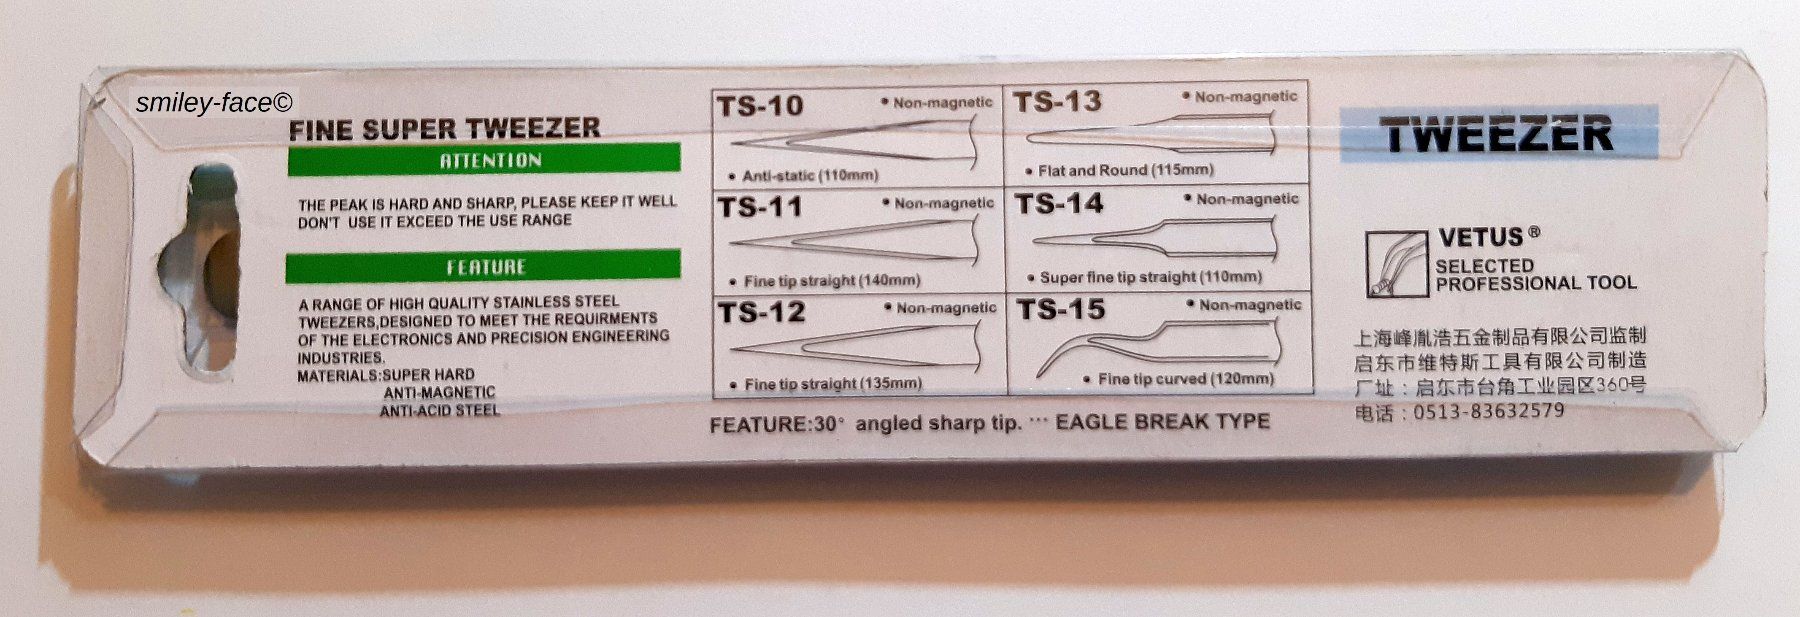 smiley-face©
FINE SUPER TWEEZER
ATTENTION
THE PEAK IS HARD AND SHARP, PLEASE KEEP IT WELL
DON'T USE IT EXCEED THE USE RANGE
FEATURE
A RANGE OF HIGH QUALITY STAINLESS STEEL
TWEEZERS,DESIGNED TO MEET THE REQUIRMENTS
OF THE ELECTRONICS AND PRECISION ENGINEERING
INDUSTRIES.
MATERIALS:SUPER HARD
ANTI-MAGNETIC
ANTI-ACID STEEL
TS-10 • Non-magnetic
• Anti-static (110mm)
TS-11 • Non-magnetic
• Fine tip straight (140mm)
TS-12 • Non-magnetic
• Fine tip straight (135mm)
TS-13 • Non-magnetic
• Flat and Round (115mm)
TS-14 • Non-magnetic
• Super fine tip straight (110mm)
TS-15 • Non-magnetic
• Fine tip curved (120mm)
FEATURE:30° angled sharp tip. ··· EAGLE BREAK TYPE
TWEEZER
VETUS®
SELECTED
PROFESSIONAL TOOL
上海峰胤浩五金制品有限公司监制
启东市维特斯工具有限公司制造
厂址：启东市台角工业园区360号
电话：0513-83632579